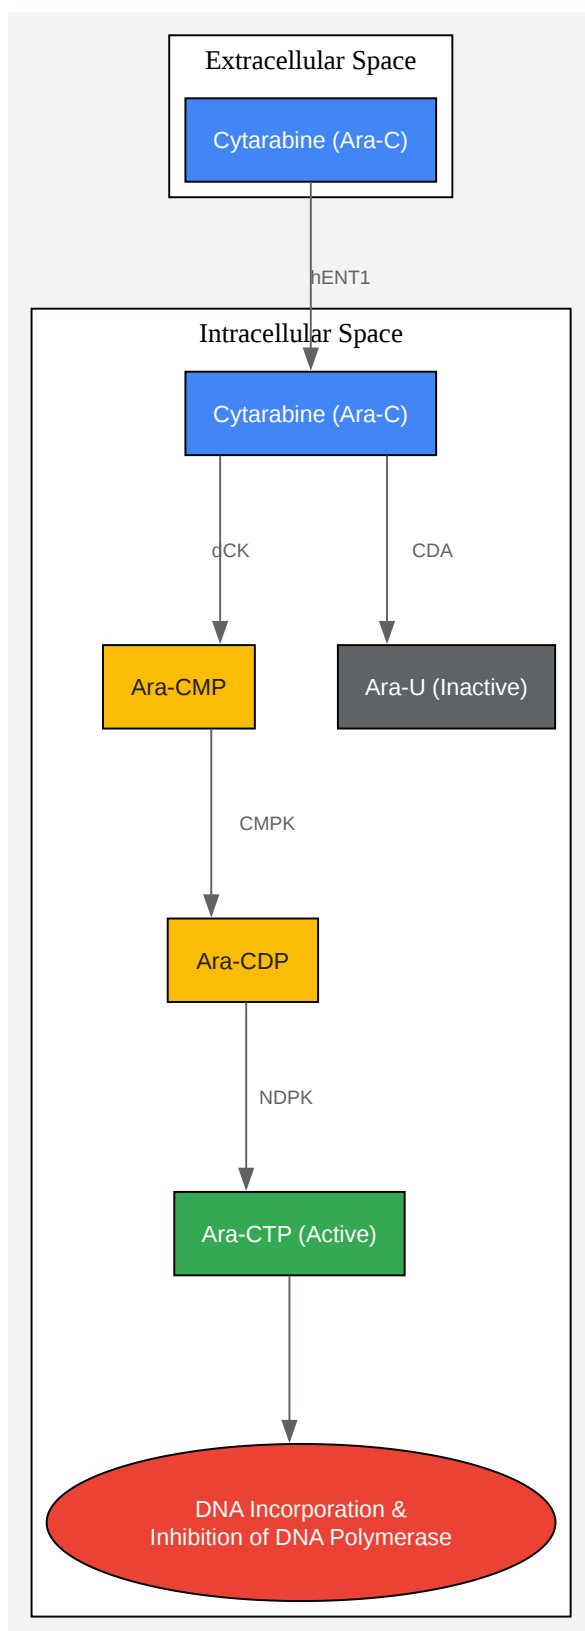 Extracellular Space
Cytarabine (Ara-C)
hENT1
Intracellular Space
Cytarabine (Ara-C)
dCK
CDA
Ara-CMP
Ara-U (Inactive)
CMPK
Ara-CDP
NDPK
Ara-CTP (Active)
DNA Incorporation &
Inhibition of DNA Polymerase